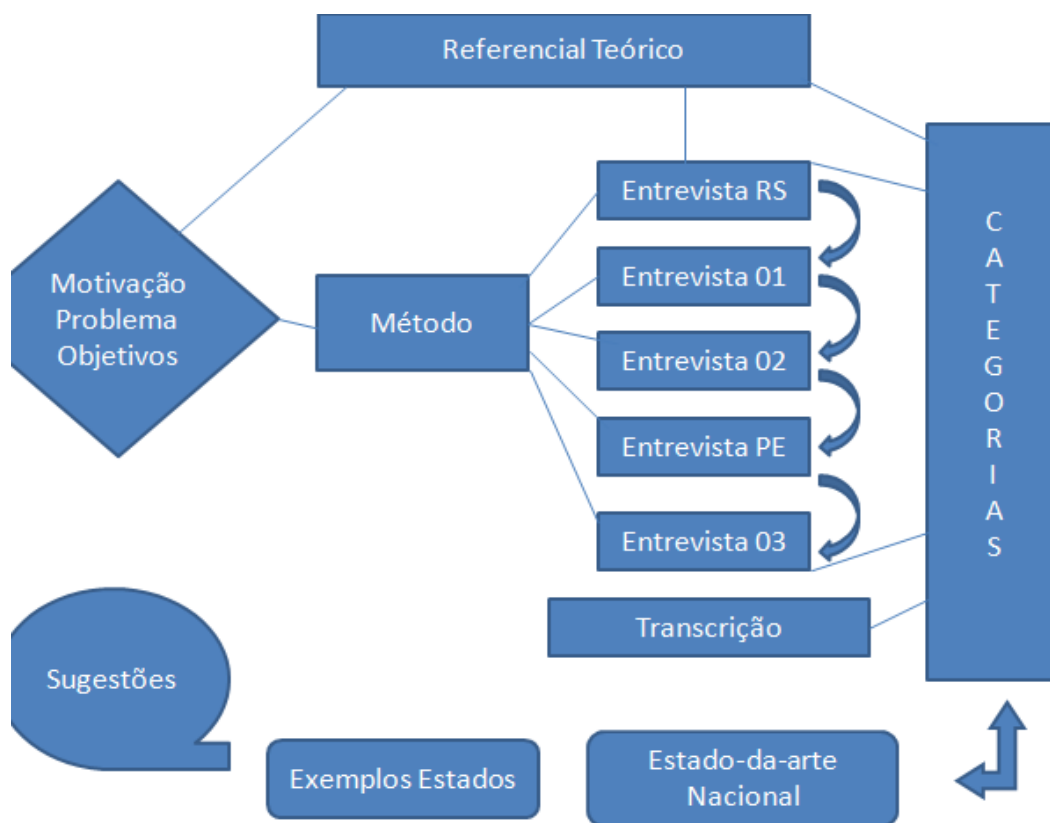 Referencial Teórico
Motivação
Problema
Objetivos
Método
Entrevista RS
Entrevista 01
Entrevista 02
Entrevista PE
Entrevista 03
Transcrição
C
A
T
E
G
O
R
I
A
S
Sugestões
Exemplos Estados
Estado-da-arte
Nacional